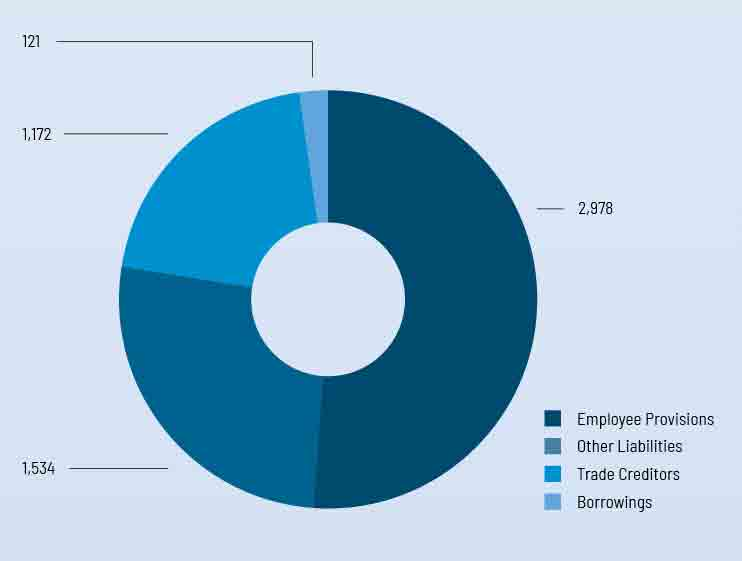 121
1,172
2,978
1,534
Employee Provisions
Other Liabilities
Trade Creditors
Borrowings